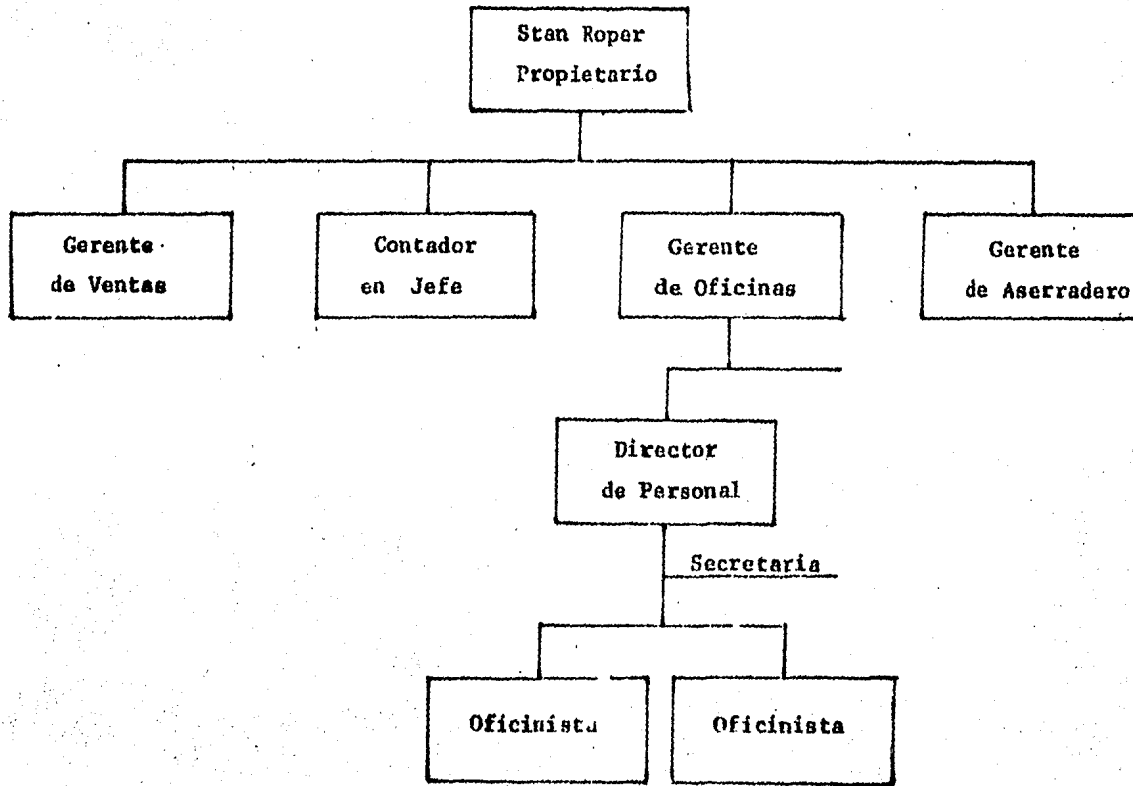 Stan Roper
Propietario
Gerente
de Ventas
Contador
en Jefe
Gerente
de Oficinas
Gerente
de Aserradero
Director
de Personal
Secretaria
Oficinista
Oficinista